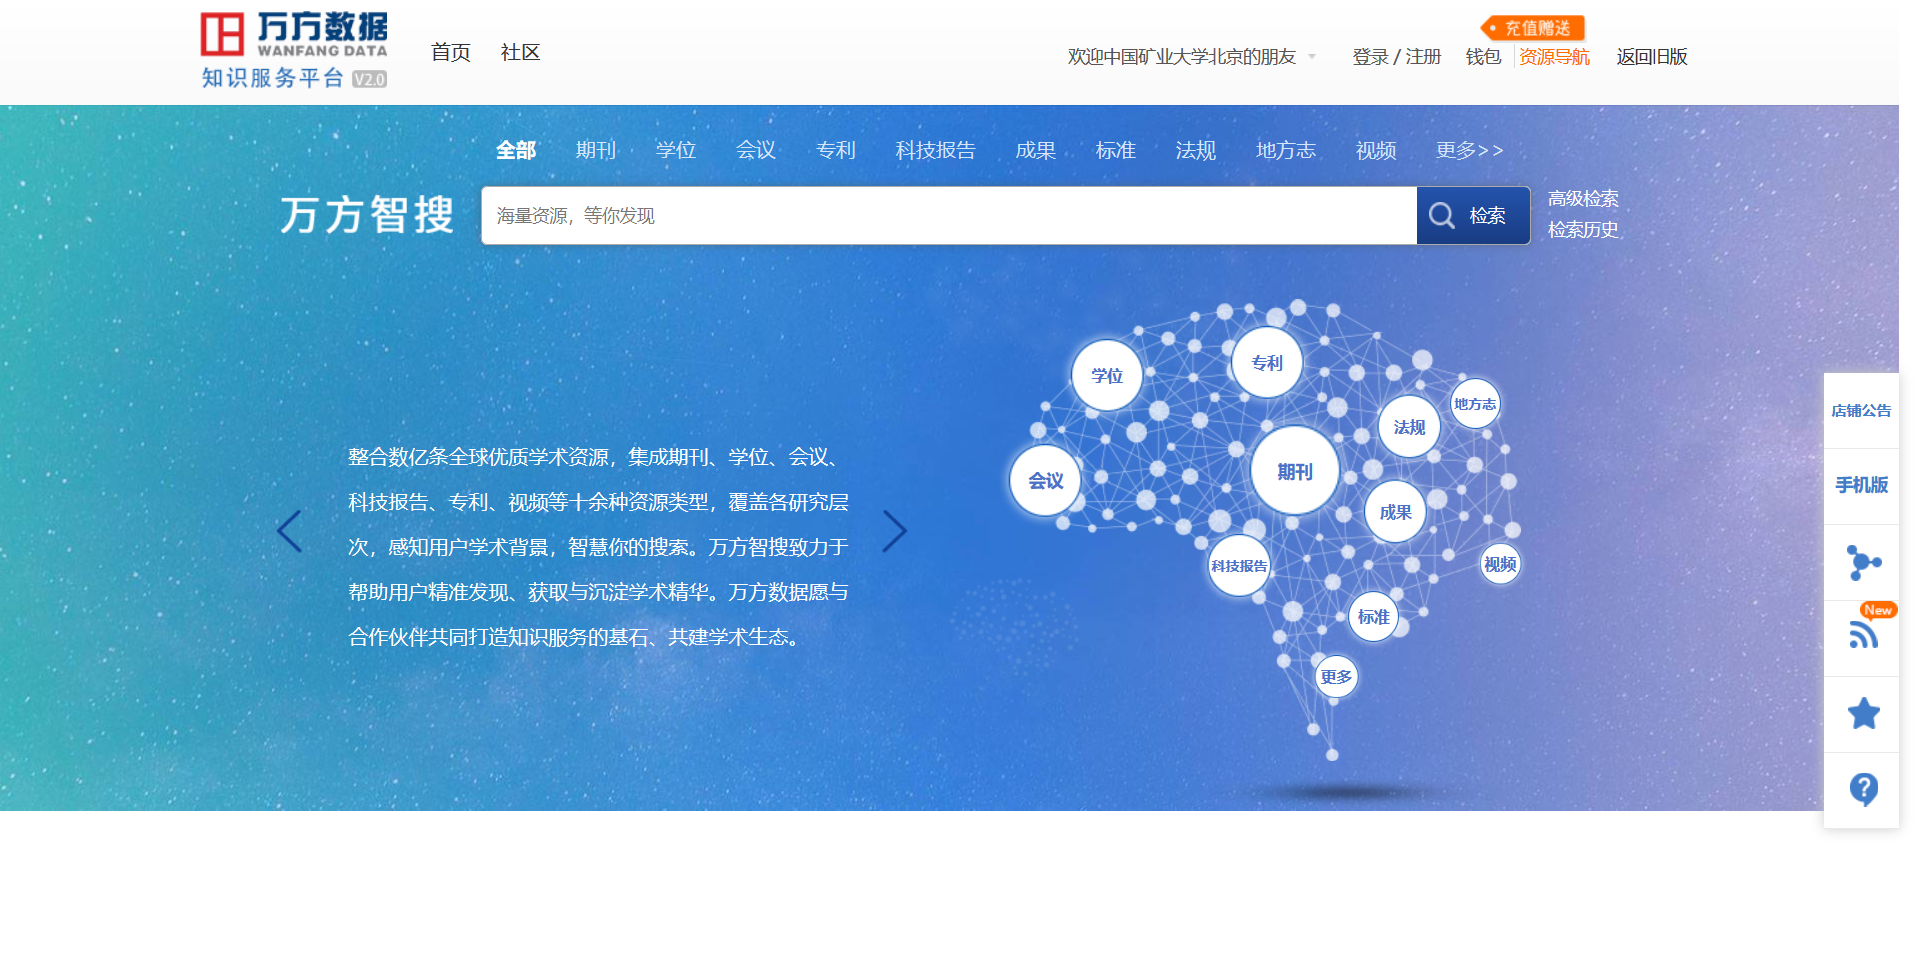 万方数据
WANFANG DATA
知识服务平台 V2.0
首页 社区
充值赠送
欢迎中国矿业大学北京的朋友 登录 / 注册 钱包 资源导航 返回旧版
全部 期刊 学位 会议 专利 科技报告 成果 标准 法规 地方志 视频 更多>>
万方智搜
海量资源，等你发现
检索
高级检索
检索历史
整合数亿条全球优质学术资源，集成期刊、学位、会议、
科技报告、专利、视频等十余种资源类型，覆盖各研究层
次，感知用户学术背景，智慧你的搜索。万方智搜致力于
帮助用户精准发现、获取与沉淀学术精华。万方数据愿与
合作伙伴共同打造知识服务的基石、共建学术生态。
专利
学位
地方志
法规
期刊
会议
成果
视频
科技报告
标准
更多
店铺公告
手机版
New